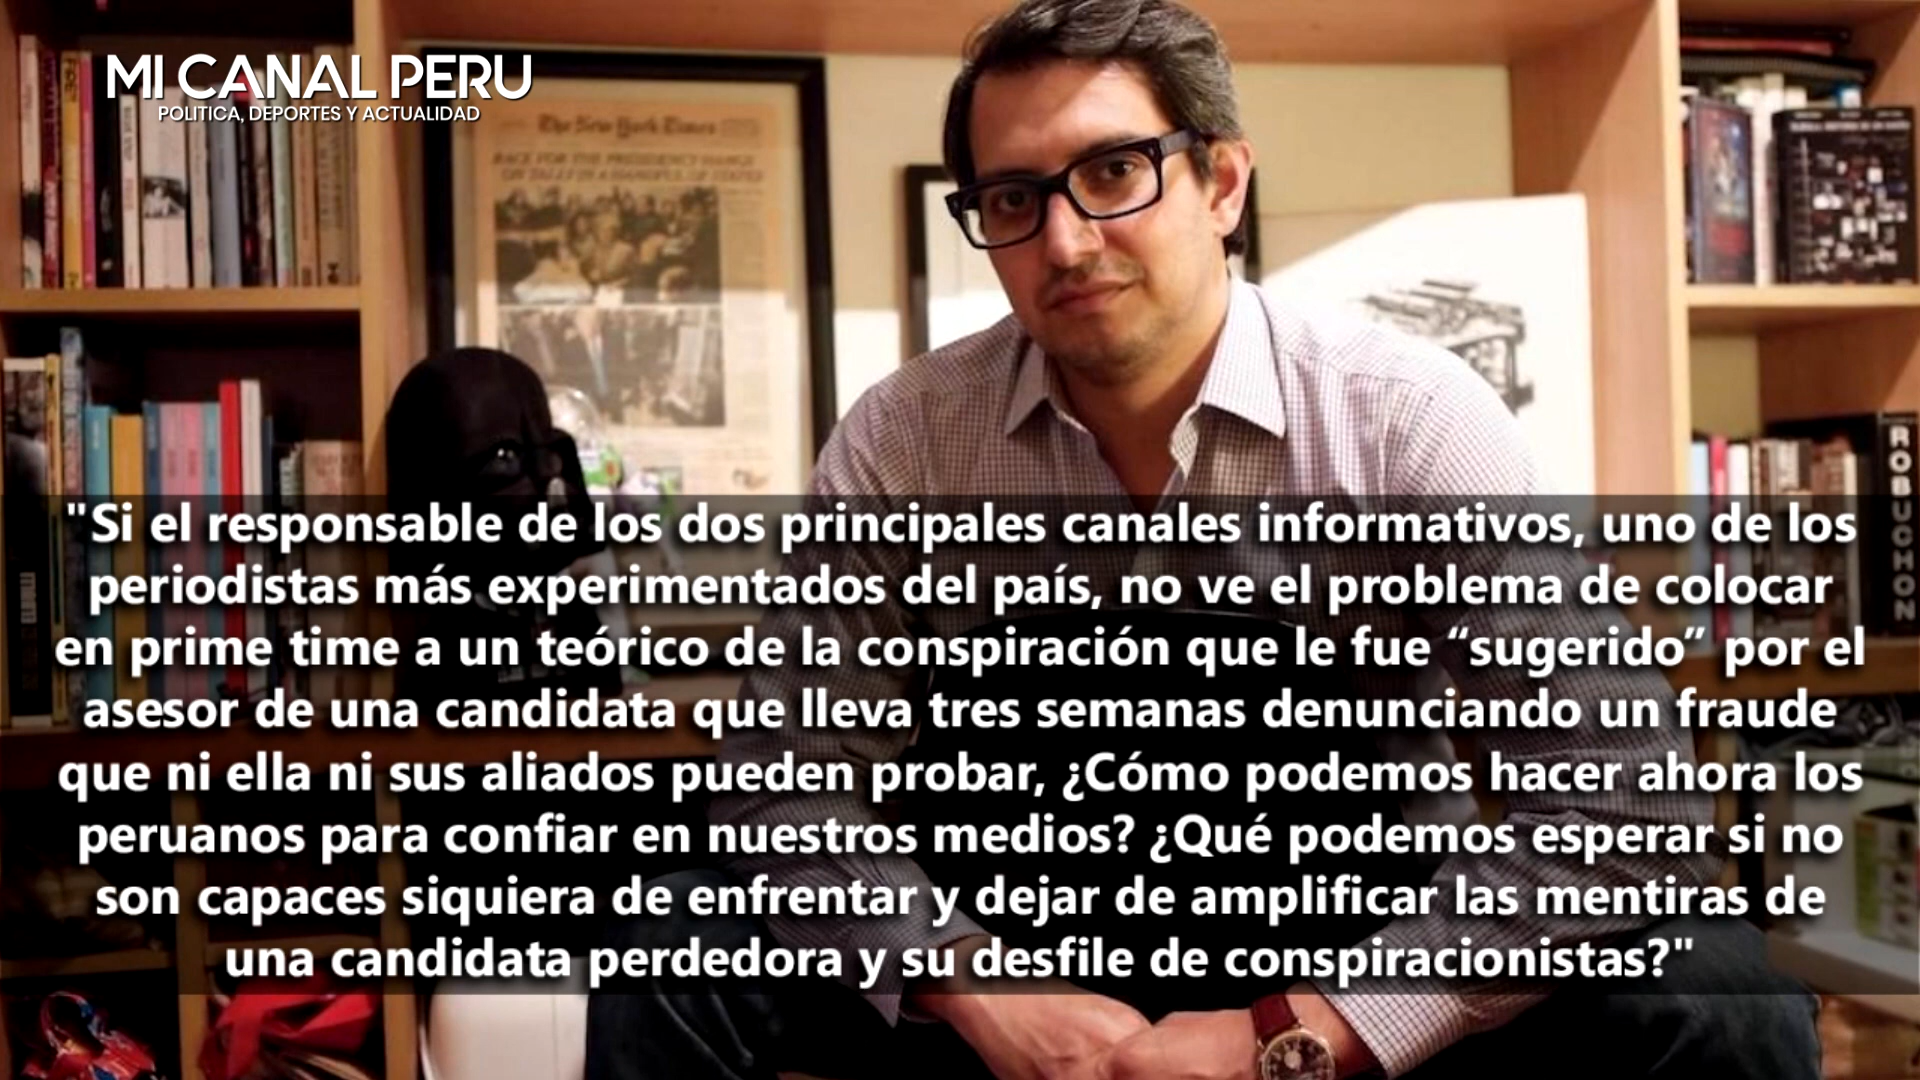 MI CANAL PERU
POLITICA, DEPORTES Y ACTUALIDAD
The New York Times
ROBUCHON
"Si el responsable de los dos principales canales informativos, uno de los
periodistas más experimentados del país, no ve el problema de colocar
en prime time a un teórico de la conspiración que le fue “sugerido” por el
asesor de una candidata que lleva tres semanas denunciando un fraude
que ni ella ni sus aliados pueden probar, ¿Cómo podemos hacer ahora los
peruanos para confiar en nuestros medios? ¿Qué podemos esperar si no
son capaces siquiera de enfrentar y dejar de amplificar las mentiras de
una candidata perdedora y su desfile de conspiracionistas?"